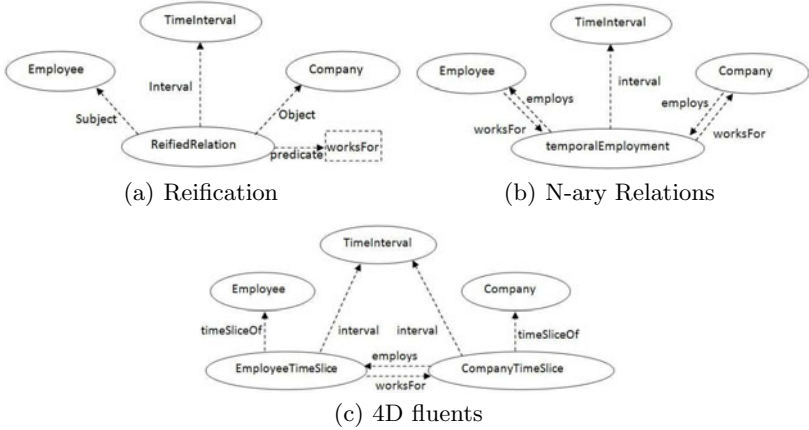 TimeInterval
Employee
Company
Interval
Subject
Object
ReifiedRelation
predicate
worksFor
(a) Reification
TimeInterval
Employee
Company
interval
employs
employs
worksFor
worksFor
temporalEmployment
(b) N-ary Relations
TimeInterval
Employee
Company
timeSliceOf
interval
interval
timeSliceOf
employs
EmployeeTimeSlice
CompanyTimeSlice
worksFor
(c) 4D fluents